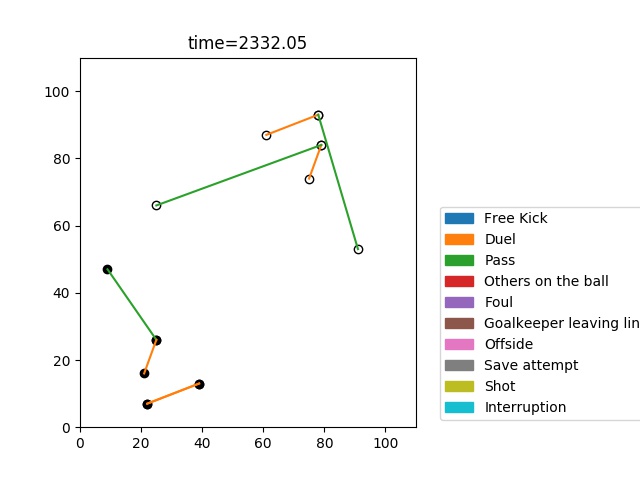 time=2332.05
100
80
60
40
20
0
0 20 40 60 80 100
Free Kick
Duel
Pass
Others on the ball
Foul
Goalkeeper leaving lin
Offside
Save attempt
Shot
Interruption